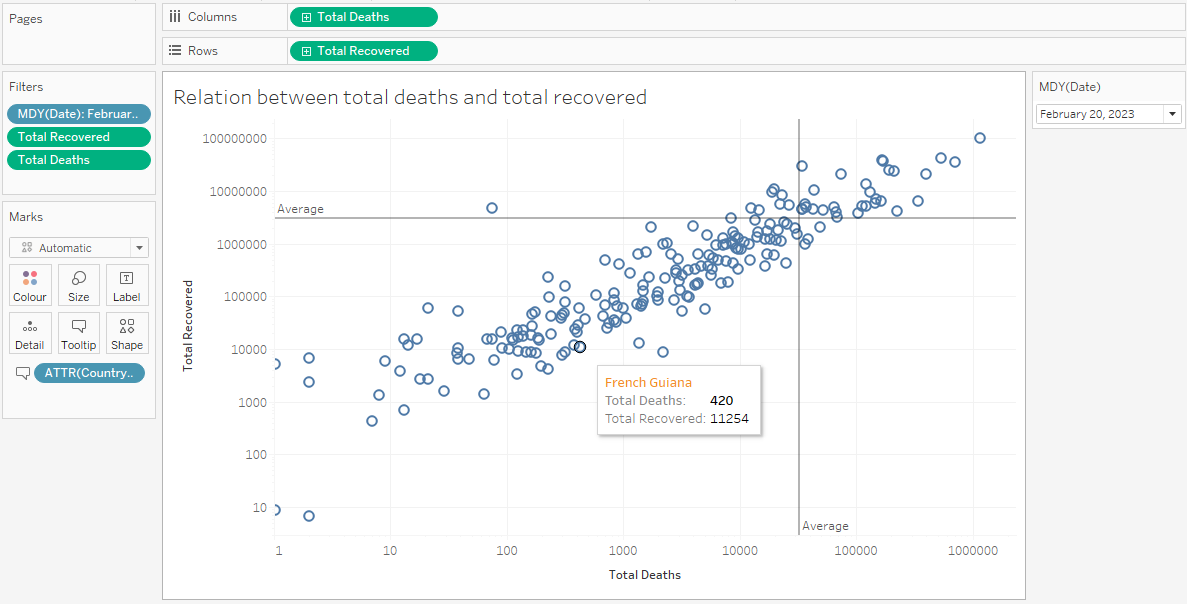 Pages
Columns
Total Deaths
Rows
Total Recovered
Filters
MDY(Date): Februar..
Total Recovered
Total Deaths
Marks
Automatic
Colour
Size
Label
Detail
Tooltip
Shape
ATTR(Country..
Relation between total deaths and total recovered
100000000
10000000
1000000
100000
10000
1000
100
10
Total Recovered
Average
Average
French Guiana
Total Deaths: 420
Total Recovered: 11254
1
10
100
1000
10000
100000
1000000
Total Deaths
MDY(Date)
February 20, 2023